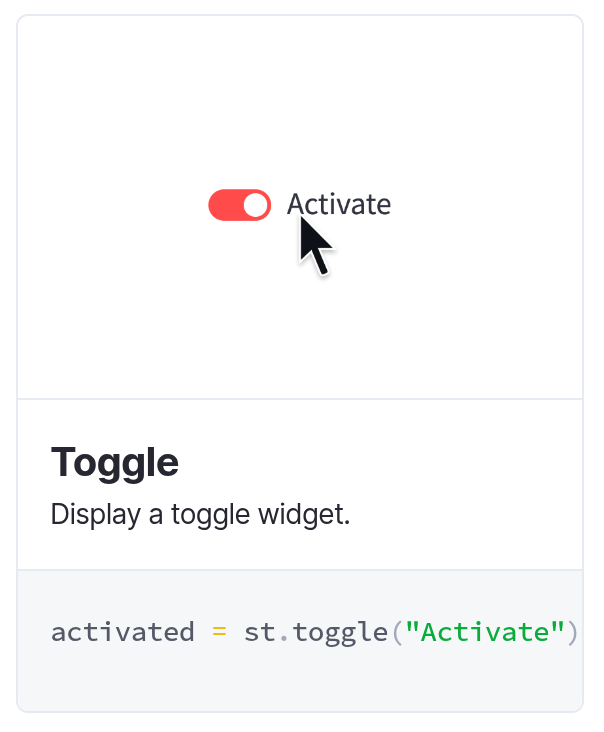 Activate
Toggle
Display a toggle widget.
activated = st.toggle("Activate")